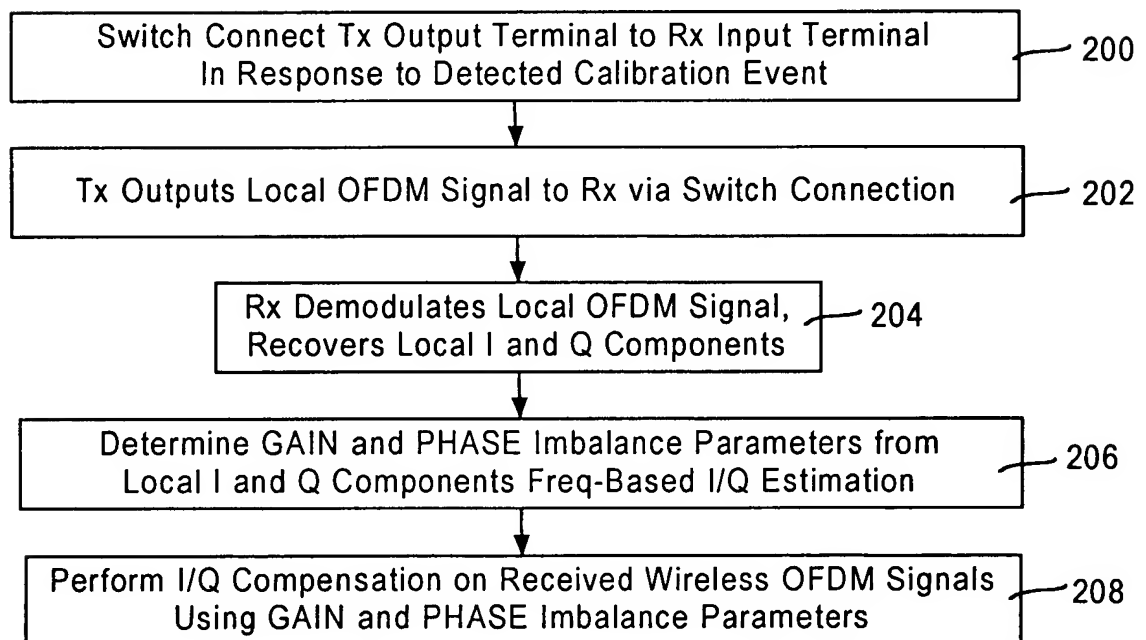 Switch Connect Tx Output Terminal to Rx Input Terminal
In Response to Detected Calibration Event
200
Tx Outputs Local OFDM Signal to Rx via Switch Connection
202
Rx Demodulates Local OFDM Signal,
Recovers Local I and Q Components
204
Determine GAIN and PHASE Imbalance Parameters from
Local I and Q Components Freq-Based I/Q Estimation
206
Perform I/Q Compensation on Received Wireless OFDM Signals
Using GAIN and PHASE Imbalance Parameters
208